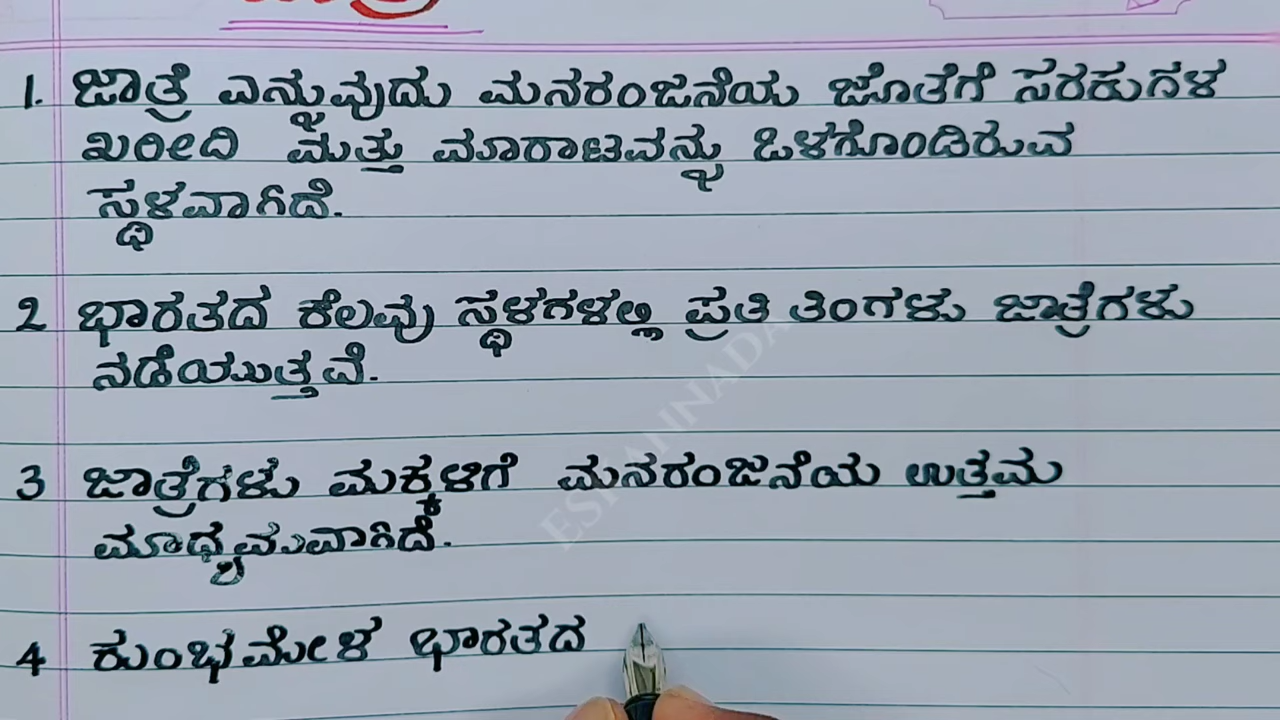 1. ಜಾತ್ರೆ ಎನ್ನುವುದು ಮನರಂಜನೆಯ ಜೊತೆಗೆ ಸರಕುಗಳ
ಖರೀದಿ ಮತ್ತು ಮಾರಾಟವನ್ನು ಒಳಗೊಂಡಿರುವ
ಸ್ಥಳವಾಗಿದೆ.
2 ಭಾರತದ ಕೆಲವು ಸ್ಥಳಗಳಲ್ಲಿ ಪ್ರತಿ ತಿಂಗಳು ಜಾತ್ರೆಗಳು
ನಡೆಯುತ್ತವೆ.
3 ಜಾತ್ರೆಗಳು ಮಕ್ಕಳಿಗೆ ಮನರಂಜನೆಯ ಉತ್ತಮ
ಮಾಧ್ಯಮವಾಗಿದೆ.
4 ಕುಂಭಮೇಳ ಭಾರತದ